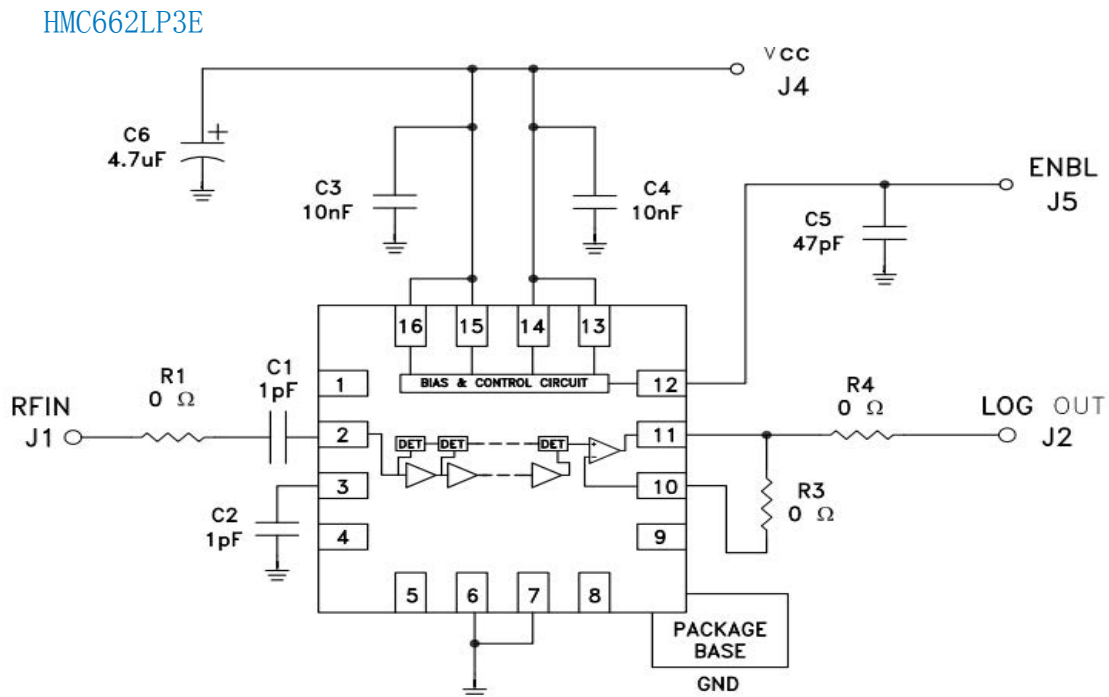 HMC662LP3E
Vcc
J4
C6
4.7uF
+
C3
10nF
C4
10nF
ENBL
J5
C5
47pF
16 15 14 13
BIAS & CONTROL CIRCUIT
1
12
RFIN
J1
R1
0 Ω
C1
1pF
2
DET DET DET
+
-
11
R4
0 Ω
LOG OUT
J2
3
10
R3
0 Ω
C2
1pF
4
9
5 6 7 8
PACKAGE
BASE
GND